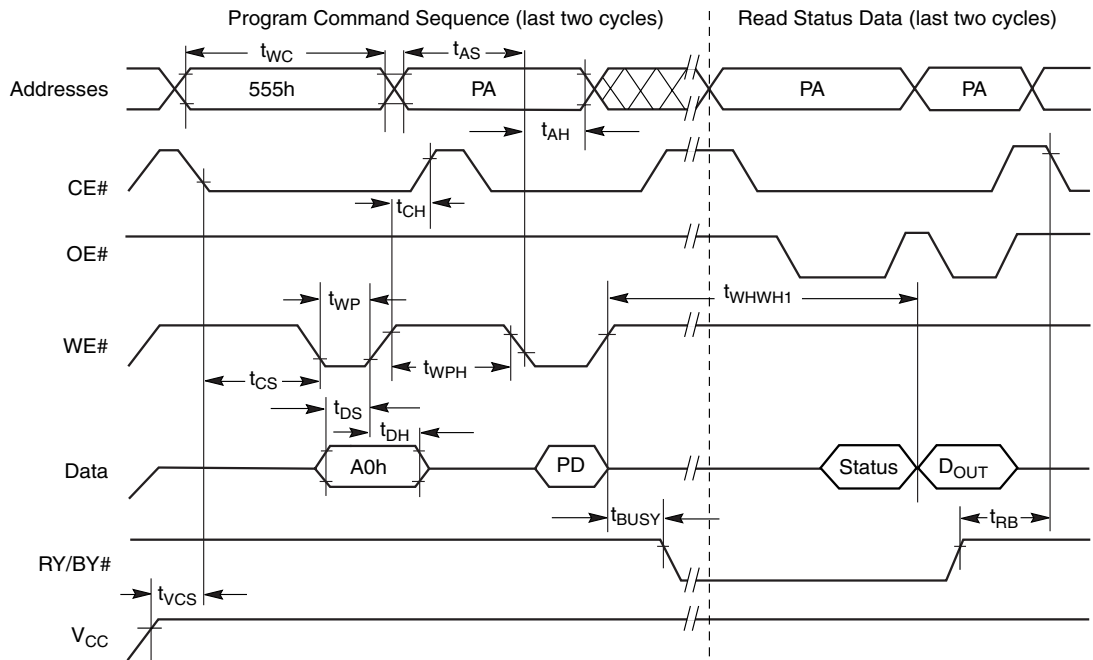 Program Command Sequence (last two cycles)
Read Status Data (last two cycles)
tWC
tAS
Addresses
555h
PA
PA
PA
tAH
CE#
tCH
OE#
tWP
tWHWH1
WE#
tCS
tWPH
tDS
tDH
Data
A0h
PD
Status
DOUT
tBUSY
tRB
RY/BY#
tVCS
VCC